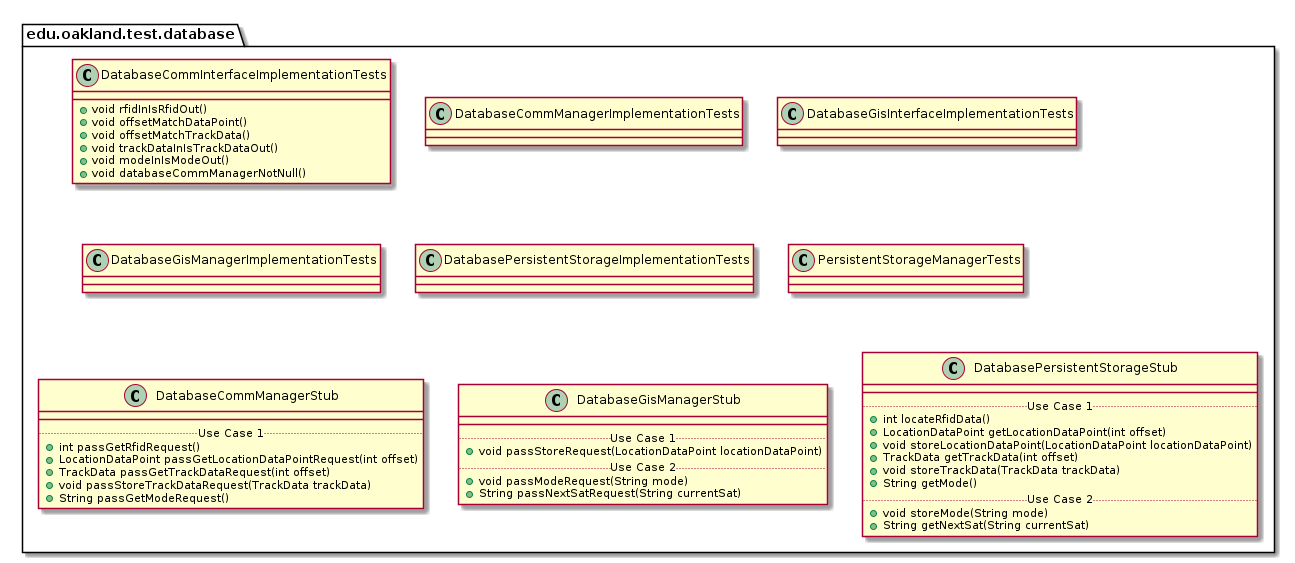 edu.oakland.test.database
C DatabaseCommInterfaceImplementationTests
void rfidInIsRfidOut()
void offsetMatchDataPoint()
void offsetMatchTrackData()
void trackDataInIsTrackDataOut()
void modeInIsModeOut()
void databaseCommManagerNotNull()
C DatabaseCommManagerImplementationTests
C DatabaseGisInterfaceImplementationTests
C DatabaseGisManagerImplementationTests
C DatabasePersistentStorageImplementationTests
C PersistentStorageManagerTests
C DatabaseCommManagerStub
Use Case 1
int passGetRfidRequest()
LocationDataPoint passGetLocationDataPointRequest(int offset)
TrackData passGetTrackDataRequest(int offset)
void passStoreTrackDataRequest(TrackData trackData)
String passGetModeRequest()
C DatabaseGisManagerStub
Use Case 1
void passStoreRequest(LocationDataPoint locationDataPoint)
Use Case 2
void passModeRequest(String mode)
String passNextSatRequest(String currentSat)
C DatabasePersistentStorageStub
Use Case 1
int locateRfidData()
LocationDataPoint getLocationDataPoint(int offset)
void storeLocationDataPoint(LocationDataPoint locationDataPoint)
TrackData getTrackData(int offset)
void storeTrackData(TrackData trackData)
String getMode()
Use Case 2
void storeMode(String mode)
String getNextSat(String currentSat)